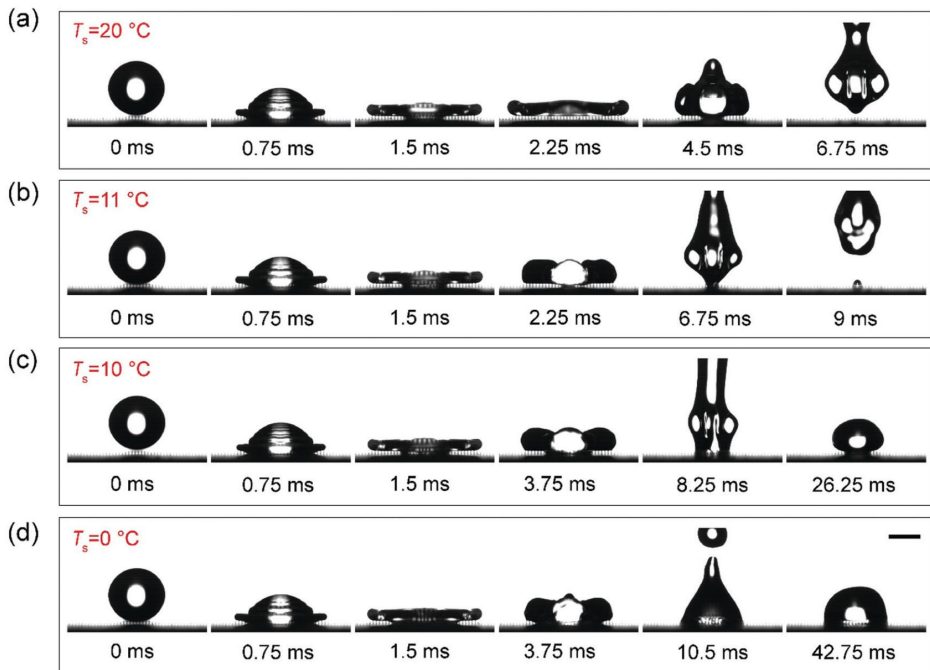 (a)
Ts=20 °C
0 ms 0.75 ms 1.5 ms 2.25 ms 4.5 ms 6.75 ms
(b)
Ts=11 °C
0 ms 0.75 ms 1.5 ms 2.25 ms 6.75 ms 9 ms
(c)
Ts=10 °C
0 ms 0.75 ms 1.5 ms 3.75 ms 8.25 ms 26.25 ms
(d)
Ts=0 °C
0 ms 0.75 ms 1.5 ms 3.75 ms 10.5 ms 42.75 ms